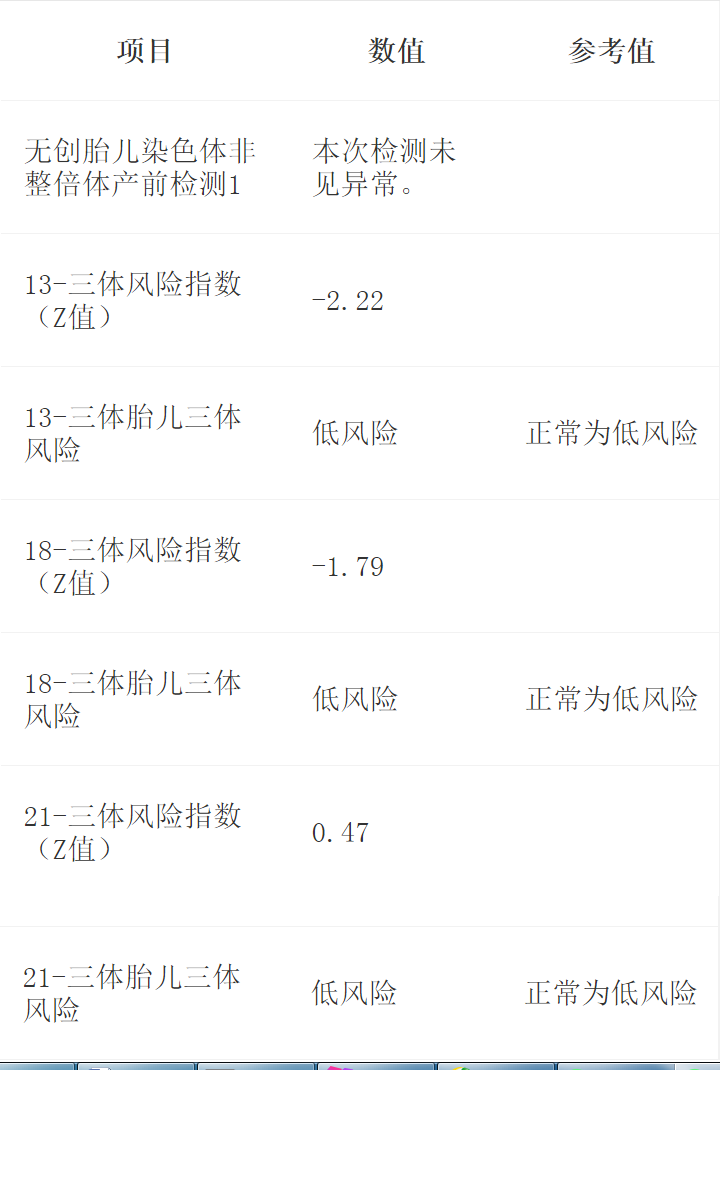 项目 数值 参考值
无创胎儿染色体非 本次检测未
整倍体产前检测1 见异常。
13-三体风险指数
（Z值）
-2.22
13-三体胎儿三体
风险
低风险 正常为低风险
18-三体风险指数
（Z值）
-1.79
18-三体胎儿三体
风险
低风险 正常为低风险
21-三体风险指数
（Z值）
0.47
21-三体胎儿三体
风险
低风险 正常为低风险